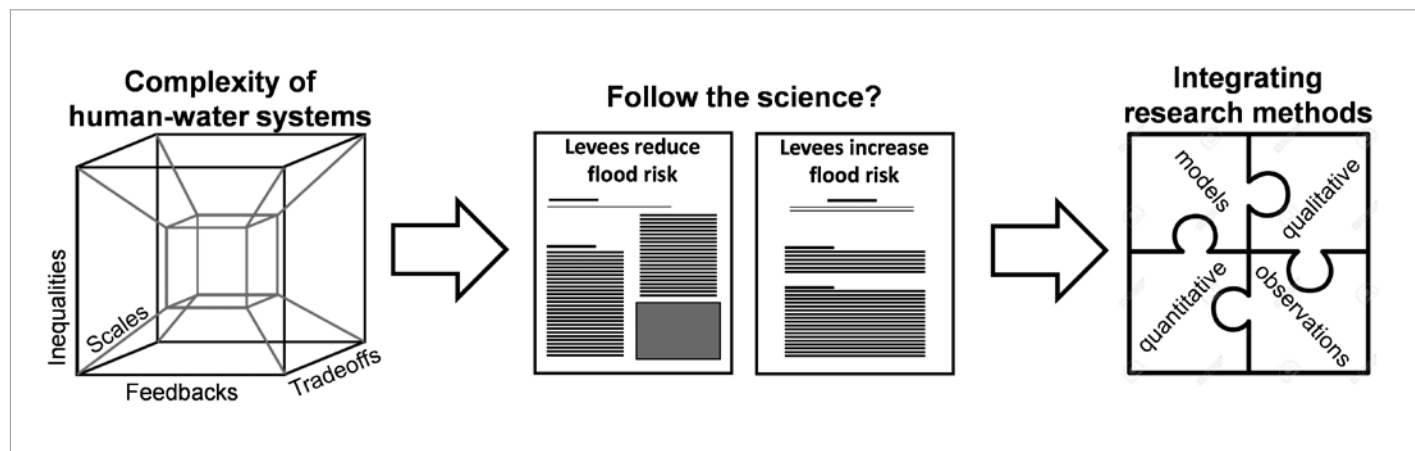 Complexity of
human-water systems
Inequalities
Scales
Feedbacks
Tradeoffs
Follow the science?
Levees reduce
flood risk
Levees increase
flood risk
Integrating
research methods
models
qualitative
quantitative
observations